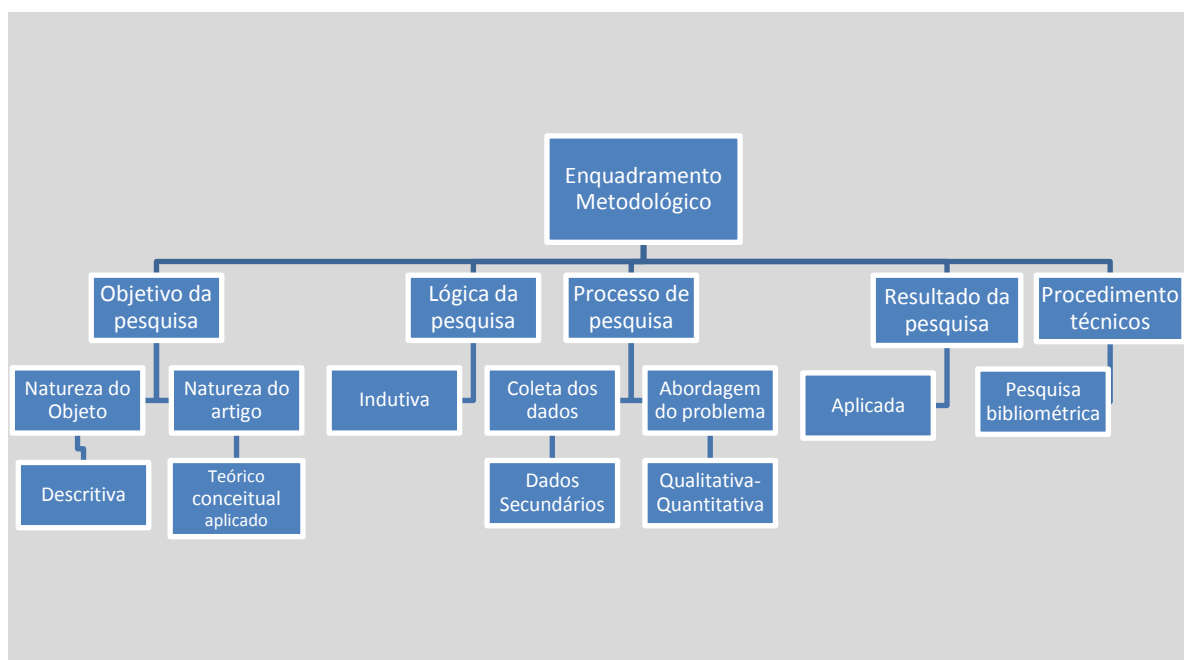 Enquadramento
Metodológico
Objetivo da
pesquisa
Lógica da
pesquisa
Processo de
pesquisa
Resultado da
pesquisa
Procedimento
técnicos
Natureza do
Objeto
Natureza do
artigo
Indutiva
Coleta dos
dados
Abordagem
do problema
Aplicada
Pesquisa
bibliométrica
Descritiva
Teórico
conceitual
aplicado
Dados
Secundários
Qualitativa-
Quantitativa